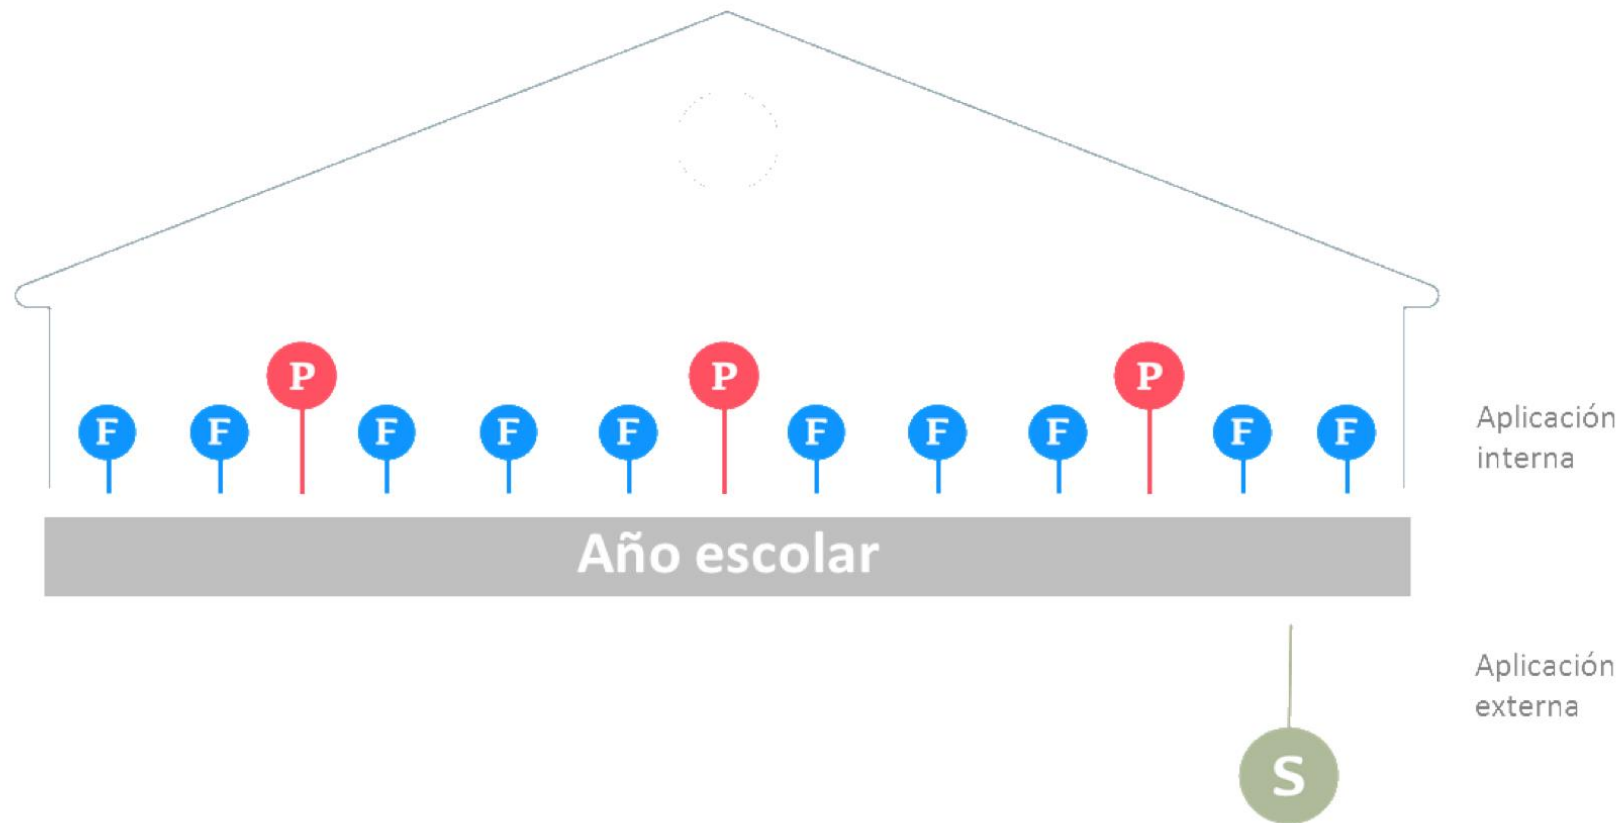 P P P
F F F F F F F F F F
Aplicación
interna
Año escolar
Aplicación
externa
S